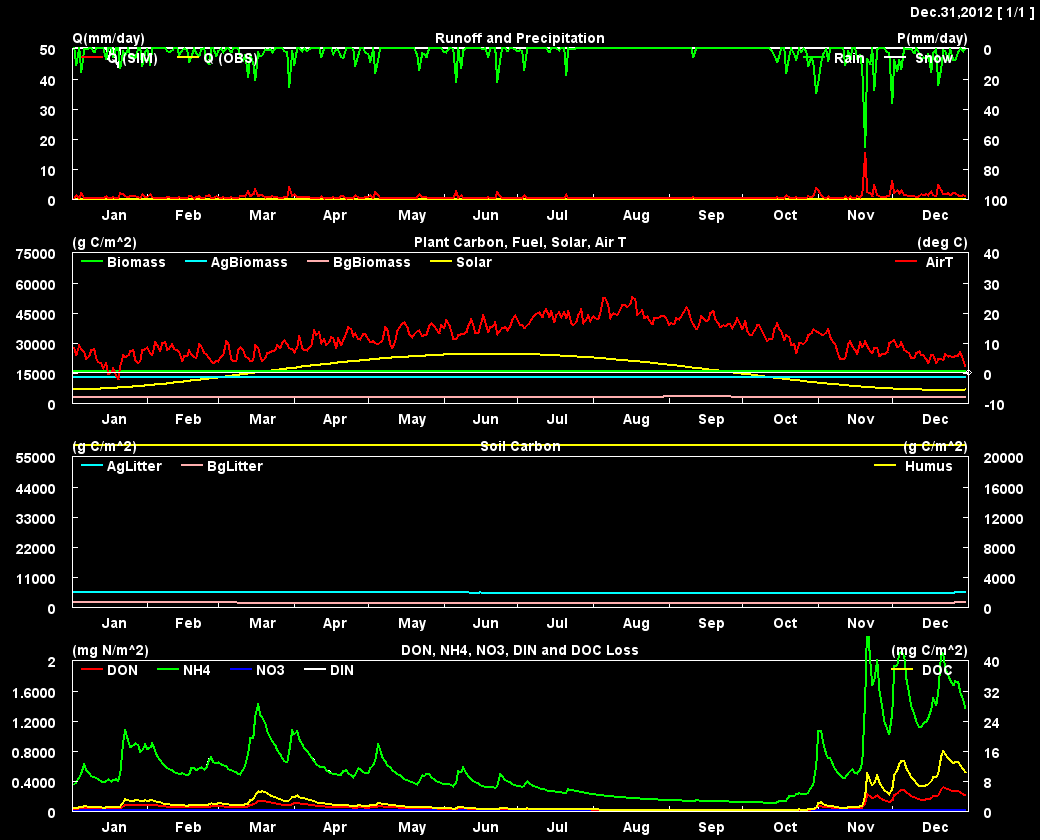 Dec.31,2012 [ 1/1 ]
Q(mm/day) Runoff and Precipitation P(mm/day)
50 0
Q (SIM) Q (OBS) Rain Snow
40 20
30 40
20 60
10 80
0 100
Jan Feb Mar Apr May Jun Jul Aug Sep Oct Nov Dec
(g C/m^2) Plant Carbon, Fuel, Solar, Air T (deg C)
75000 40
Biomass AgBiomass BgBiomass Solar AirT
60000 30
45000 20
30000 10
15000 0
0 -10
Jan Feb Mar Apr May Jun Jul Aug Sep Oct Nov Dec
(g C/m^2) Soil Carbon (g C/m^2)
55000 20000
AgLitter BgLitter Humus
44000 16000
33000 12000
22000 8000
11000 4000
0 0
Jan Feb Mar Apr May Jun Jul Aug Sep Oct Nov Dec
(mg N/m^2) DON, NH4, NO3, DIN and DOC Loss (mg C/m^2)
2 40
DON NH4 NO3 DIN DOC
1.6000 32
1.2000 24
0.8000 16
0.4000 8
0 0
Jan Feb Mar Apr May Jun Jul Aug Sep Oct Nov Dec